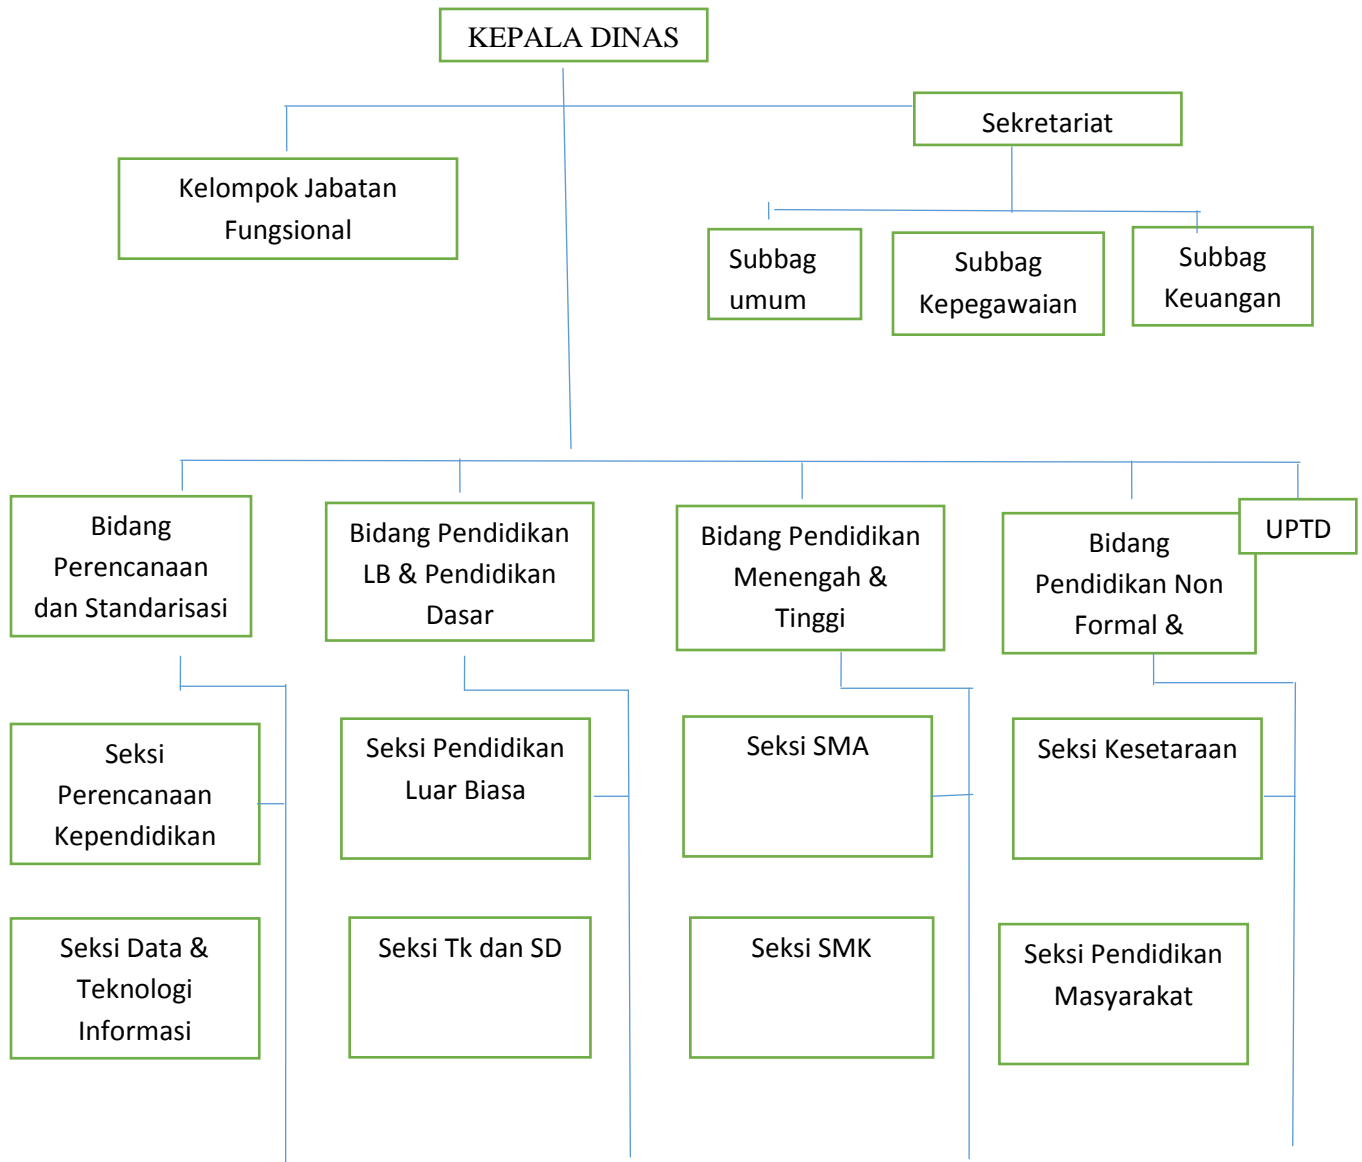 KEPALA DINAS
Sekretariat
Kelompok Jabatan
Fungsional
Subbag
umum
Subbag
Kepegawaian
Subbag
Keuangan
Bidang
Perencanaan
dan Standarisasi
Bidang Pendidikan
LB & Pendidikan
Dasar
Bidang Pendidikan
Menengah &
Tinggi
Bidang
Pendidikan Non
Formal &
UPTD
Seksi
Perencanaan
Kependidikan
Seksi Pendidikan
Luar Biasa
Seksi SMA
Seksi Kesetaraan
Seksi Data &
Teknologi
Informasi
Seksi Tk dan SD
Seksi SMK
Seksi Pendidikan
Masyarakat